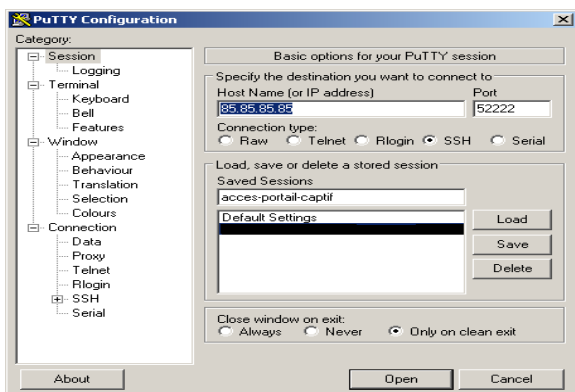 PuTTY Configuration
Category:
Session
Logging
Terminal
Keyboard
Bell
Features
Window
Appearance
Behaviour
Translation
Selection
Colours
Connection
Data
Proxy
Telnet
Rlogin
SSH
Serial
Basic options for your PuTTY session
Specify the destination you want to connect to
Host Name (or IP address) Port
85.85.85.85 52222
Connection type:
Raw Telnet Rlogin SSH Serial
Load, save or delete a stored session
Saved Sessions
acces-portail-captif
Default Settings
Load
Save
Delete
Close window on exit:
Always Never Only on clean exit
About Open Cancel